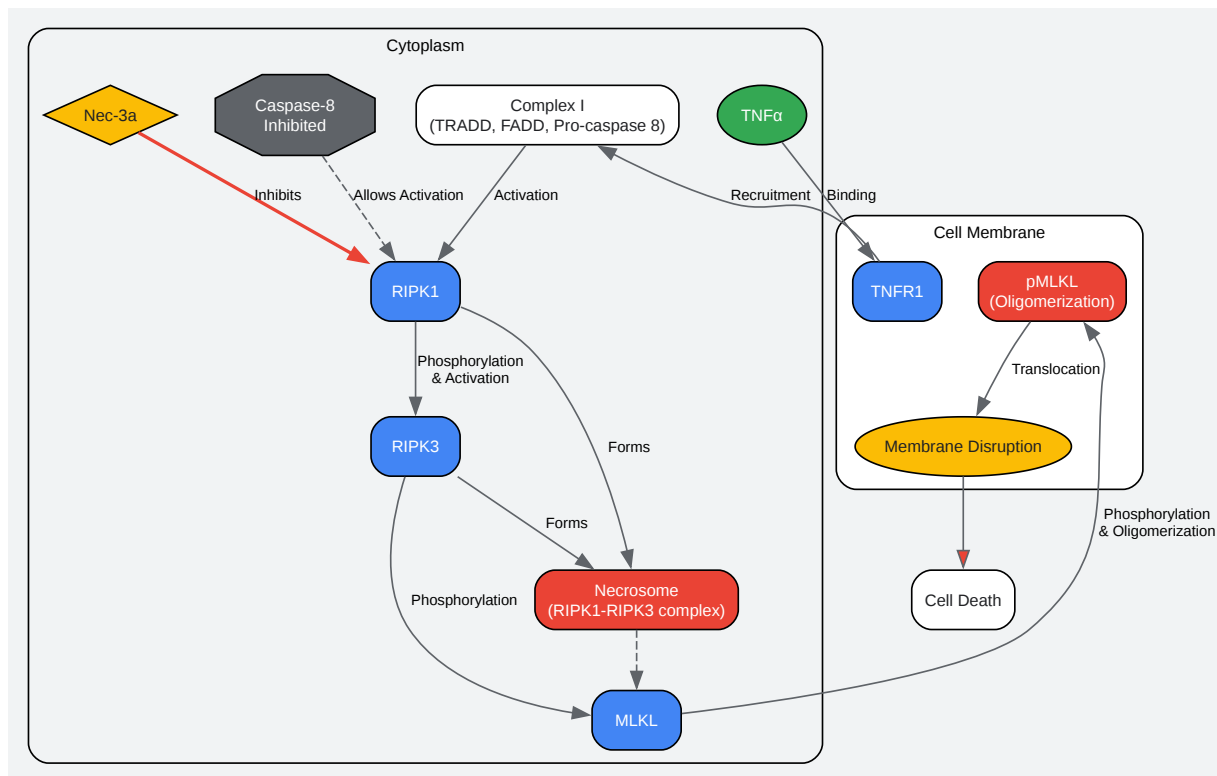 Cytoplasm
Nec-3a
Caspase-8
Inhibited
Complex I
(TRADD, FADD, Pro-caspase 8)
TNFα
Inhibits
Allows Activation
Activation
Recruitment
Binding
Cell Membrane
RIPK1
TNFR1
pMLKL
(Oligomerization)
Phosphorylation
& Activation
Translocation
RIPK3
Forms
Membrane Disruption
Forms
Phosphorylation
& Oligomerization
Phosphorylation
Necrosome
(RIPK1-RIPK3 complex)
Cell Death
MLKL